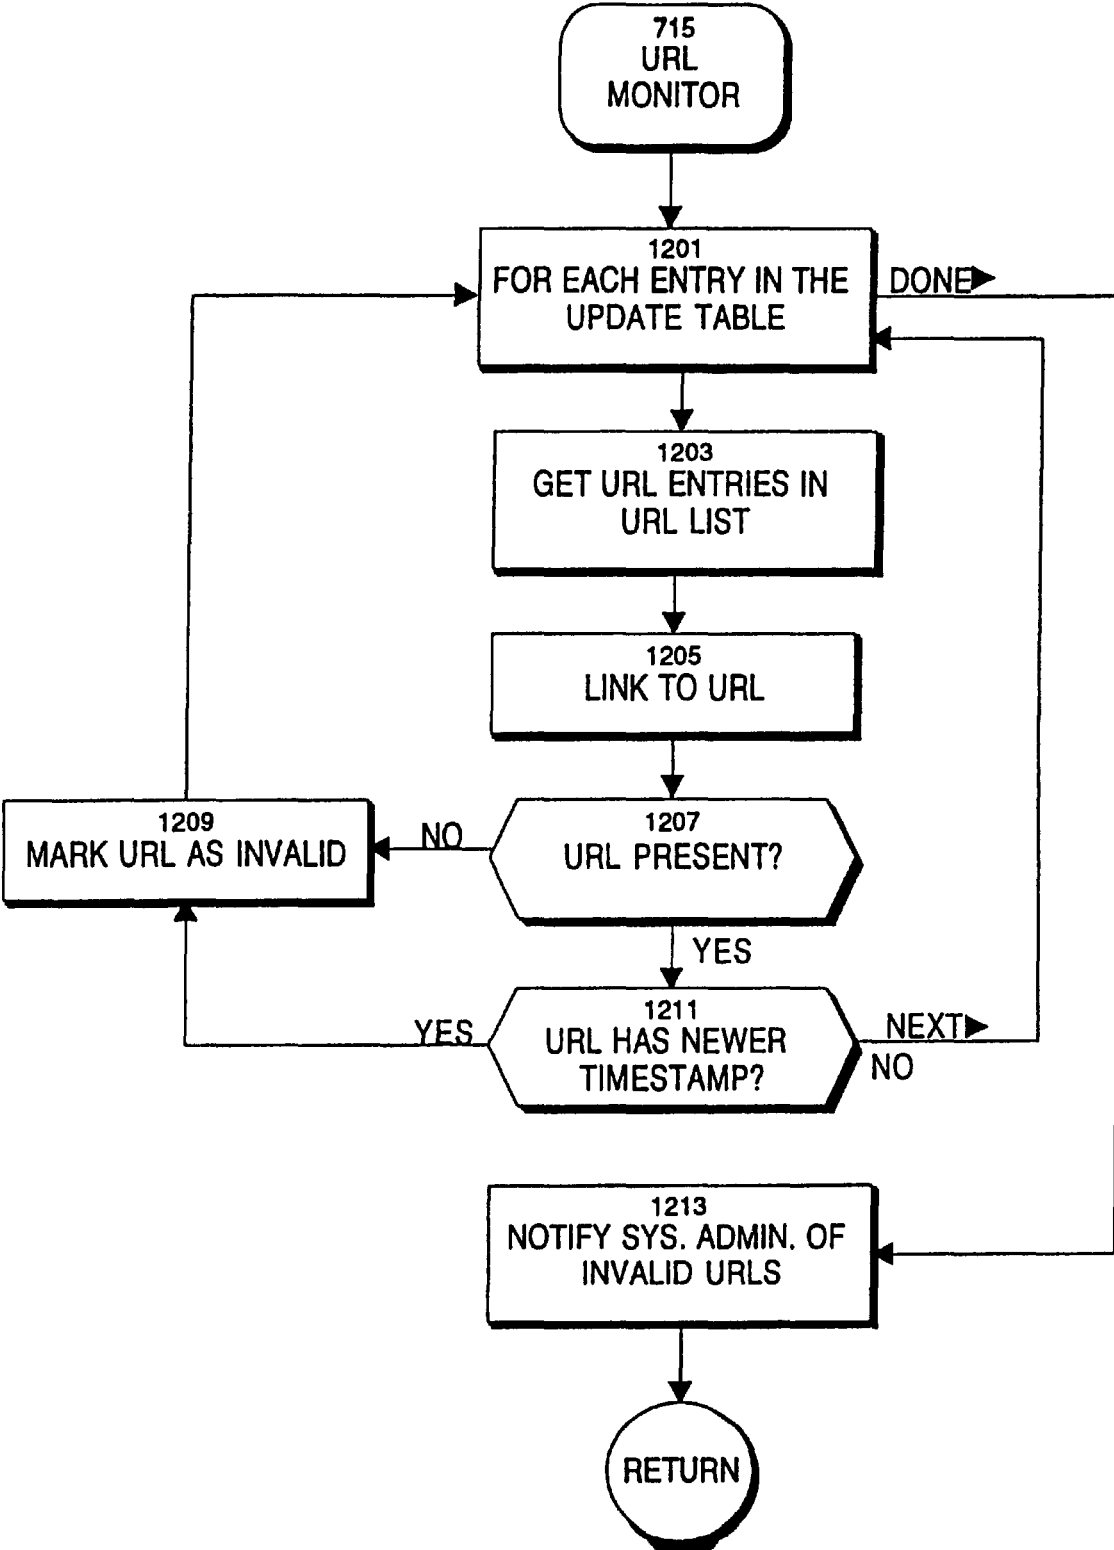 715
URL
MONITOR
1201
FOR EACH ENTRY IN THE
UPDATE TABLE
DONE
1203
GET URL ENTRIES IN
URL LIST
1205
LINK TO URL
1207
URL PRESENT?
NO
1209
MARK URL AS INVALID
YES
1211
URL HAS NEWER
TIMESTAMP?
YES
NEXT
NO
1213
NOTIFY SYS. ADMIN. OF
INVALID URLS
RETURN